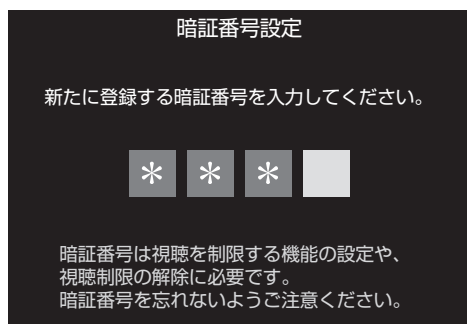 暗証番号設定
新たに登録する暗証番号を入力してください。
* * *
暗証番号は視聴を制限する機能の設定や、
視聴制限の解除に必要です。
暗証番号を忘れないようご注意ください。